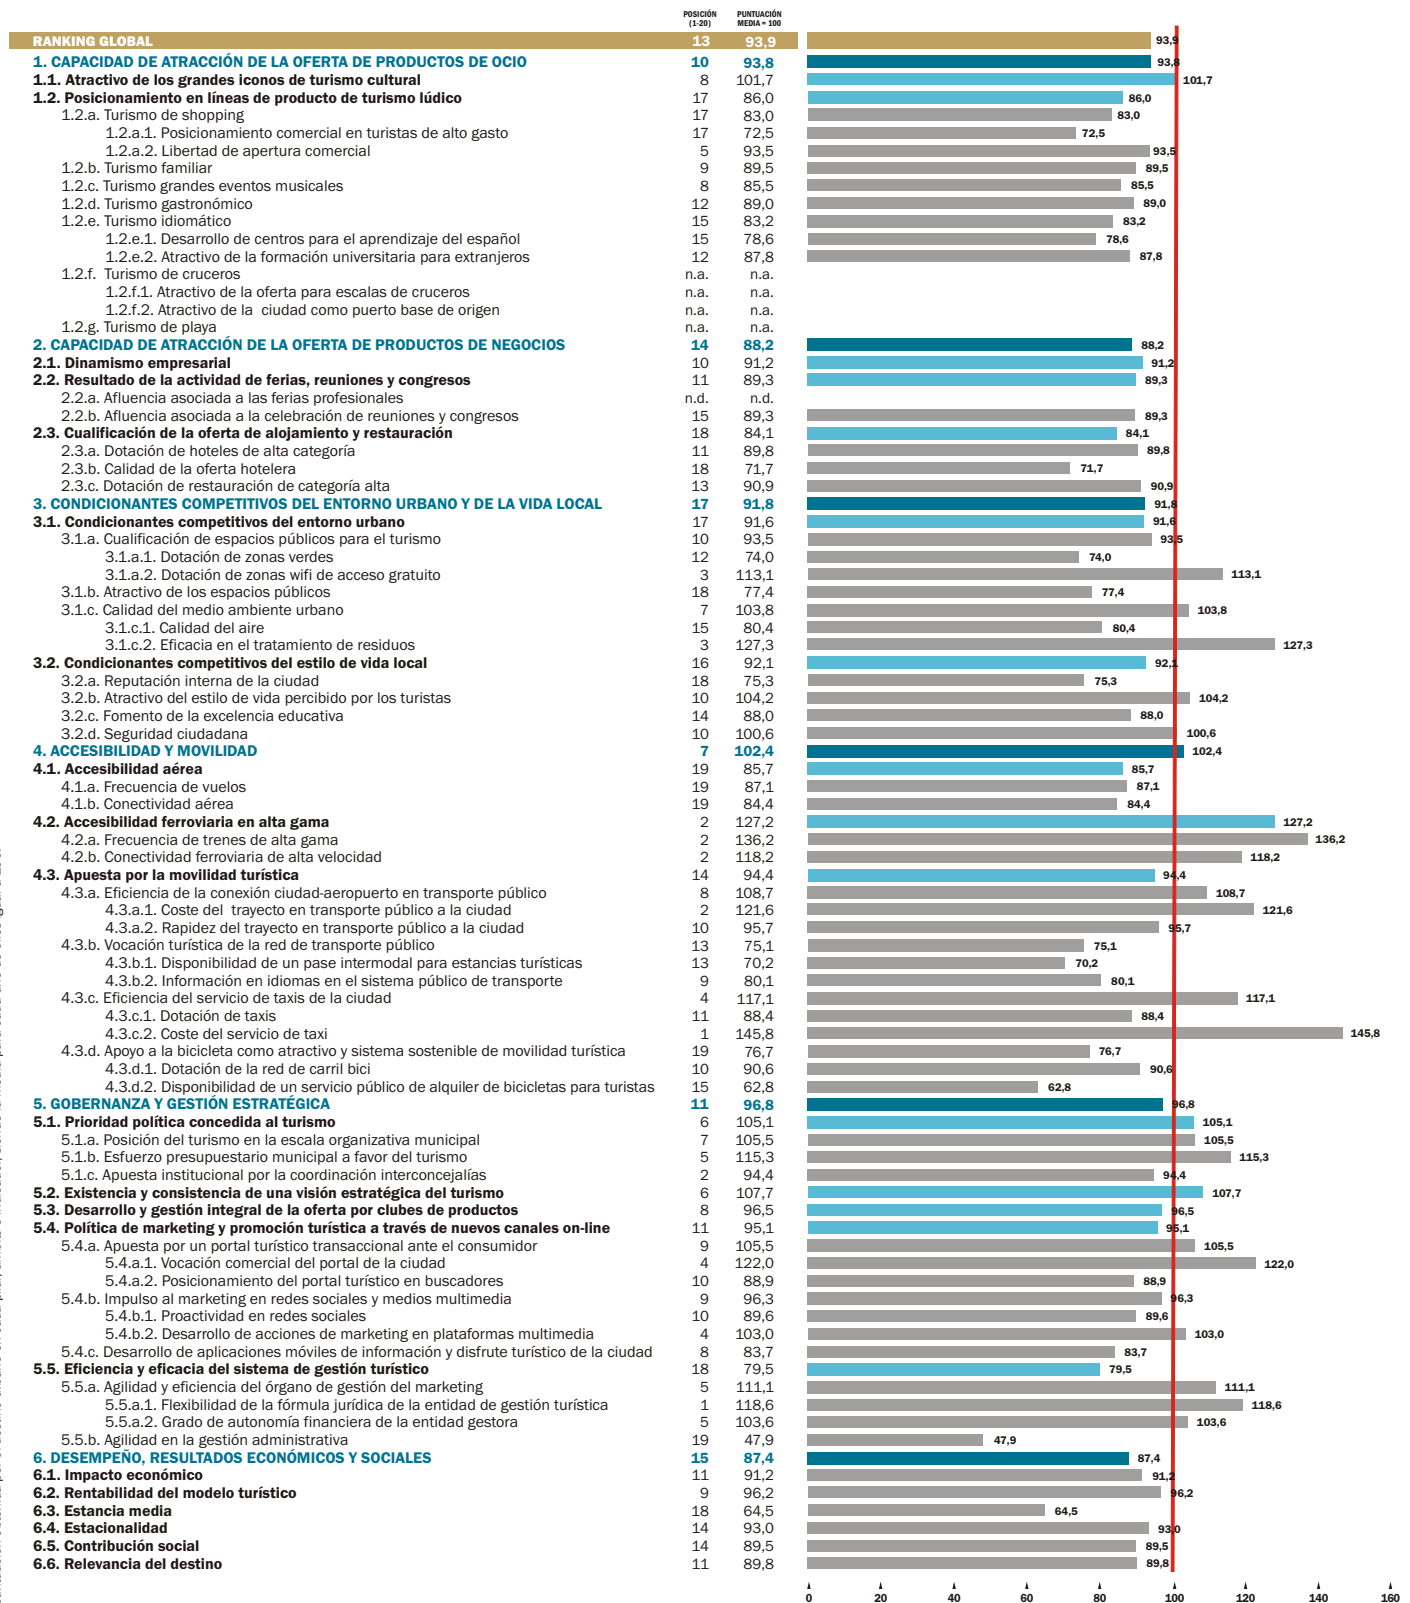 POSICIÓN (1-20) PUNTUACIÓN MEDIA = 100
RANKING GLOBAL 13 93,9 93,9
1. CAPACIDAD DE ATRACCIÓN DE LA OFERTA DE PRODUCTOS DE OCIO 10 93,8 93,8
1.1. Atractivo de los grandes iconos de turismo cultural 8 101,7 101,7
1.2. Posicionamiento en líneas de producto de turismo lúdico 17 86,0 86,0
1.2.a. Turismo de shopping 17 83,0 83,0
1.2.a.1. Posicionamiento comercial en turistas de alto gasto 17 72,5 72,5
1.2.a.2. Libertad de apertura comercial 5 93,5 93,5
1.2.b. Turismo familiar 9 89,5 89,5
1.2.c. Turismo grandes eventos musicales 8 85,5 85,5
1.2.d. Turismo gastronómico 12 89,0 89,0
1.2.e. Turismo idiomático 15 83,2 83,2
1.2.e.1. Desarrollo de centros para el aprendizaje del español 15 78,6 78,6
1.2.e.2. Atractivo de la formación universitaria para extranjeros 12 87,8 87,8
1.2.f. Turismo de cruceros n.a. n.a.
1.2.f.1. Atractivo de la oferta para escalas de cruceros n.a. n.a.
1.2.f.2. Atractivo de la ciudad como puerto base de origen n.a. n.a.
1.2.g. Turismo de playa n.a. n.a.
2. CAPACIDAD DE ATRACCIÓN DE LA OFERTA DE PRODUCTOS DE NEGOCIOS 14 88,2 88,2
2.1. Dinamismo empresarial 10 91,2 91,2
2.2. Resultado de la actividad de ferias, reuniones y congresos 11 89,3 89,3
2.2.a. Afluencia asociada a las ferias profesionales n.d. n.d.
2.2.b. Afluencia asociada a la celebración de reuniones y congresos 15 89,3 89,3
2.3. Cualificación de la oferta de alojamiento y restauración 18 84,1 84,1
2.3.a. Dotación de hoteles de alta categoría 11 89,8 89,8
2.3.b. Calidad de la oferta hotelera 18 71,7 71,7
2.3.c. Dotación de restauración de categoría alta 13 90,9 90,9
3. CONDICIONANTES COMPETITIVOS DEL ENTORNO URBANO Y DE LA VIDA LOCAL 17 91,8 91,8
3.1. Condicionantes competitivos del entorno urbano 17 91,6 91,6
3.1.a. Cualificación de espacios públicos para el turismo 10 93,5 93,5
3.1.a.1. Dotación de zonas verdes 12 74,0 74,0
3.1.a.2. Dotación de zonas wifi de acceso gratuito 3 113,1 113,1
3.1.b. Atractivo de los espacios públicos 18 77,4 77,4
3.1.c. Calidad del medio ambiente urbano 7 103,8 103,8
3.1.c.1. Calidad del aire 15 80,4 80,4
3.1.c.2. Eficacia en el tratamiento de residuos 3 127,3 127,3
3.2. Condicionantes competitivos del estilo de vida local 16 92,1 92,1
3.2.a. Reputación interna de la ciudad 18 75,3 75,3
3.2.b. Atractivo del estilo de vida percibido por los turistas 10 104,2 104,2
3.2.c. Fomento de la excelencia educativa 14 88,0 88,0
3.2.d. Seguridad ciudadana 10 100,6 100,6
4. ACCESIBILIDAD Y MOVILIDAD 7 102,4 102,4
4.1. Accesibilidad aérea 19 85,7 85,7
4.1.a. Frecuencia de vuelos 19 87,1 87,1
4.1.b. Conectividad aérea 19 84,4 84,4
4.2. Accesibilidad ferroviaria en alta gama 2 127,2 127,2
4.2.a. Frecuencia de trenes de alta gama 2 136,2 136,2
4.2.b. Conectividad ferroviaria de alta velocidad 2 118,2 118,2
4.3. Apuesta por la movilidad turística 14 94,4 94,4
4.3.a. Eficiencia de la conexión ciudad-aeropuerto en transporte público 8 108,7 108,7
4.3.a.1. Coste del trayecto en transporte público a la ciudad 2 121,6 121,6
4.3.a.2. Rapidez del trayecto en transporte público a la ciudad 10 95,7 95,7
4.3.b. Vocación turística de la red de transporte público 13 75,1 75,1
4.3.b.1. Disponibilidad de un pase intermodal para estancias turísticas 13 70,2 70,2
4.3.b.2. Información en idiomas en el sistema público de transporte 9 80,1 80,1
4.3.c. Eficiencia del servicio de taxis de la ciudad 4 117,1 117,1
4.3.c.1. Dotación de taxis 11 88,4 88,4
4.3.c.2. Coste del servicio de taxi 1 145,8 145,8
4.3.d. Apoyo a la bicicleta como atractivo y sistema sostenible de movilidad turística 19 76,7 76,7
4.3.d.1. Dotación de la red de carril bici 10 90,6 90,6
4.3.d.2. Disponibilidad de un servicio público de alquiler de bicicletas para turistas 15 62,8 62,8
5. GOBERNANZA Y GESTIÓN ESTRATÉGICA 11 96,8 96,8
5.1. Prioridad política concedida al turismo 6 105,1 105,1
5.1.a. Posición del turismo en la escala organizativa municipal 7 105,5 105,5
5.1.b. Esfuerzo presupuestario municipal a favor del turismo 5 115,3 115,3
5.1.c. Apuesta institucional por la coordinación interconcejalías 2 94,4 94,4
5.2. Existencia y consistencia de una visión estratégica del turismo 6 107,7 107,7
5.3. Desarrollo y gestión integral de la oferta por clubes de productos 8 96,5 96,5
5.4. Política de marketing y promoción turística a través de nuevos canales on-line 11 95,1 95,1
5.4.a. Apuesta por un portal turístico transaccional ante el consumidor 9 105,5 105,5
5.4.a.1. Vocación comercial del portal de la ciudad 4 122,0 122,0
5.4.a.2. Posicionamiento del portal turístico en buscadores 10 88,9 88,9
5.4.b. Impulso al marketing en redes sociales y medios multimedia 9 96,3 96,3
5.4.b.1. Proactividad en redes sociales 10 89,6 89,6
5.4.b.2. Desarrollo de acciones de marketing en plataformas multimedia 4 103,0 103,0
5.4.c. Desarrollo de aplicaciones móviles de información y disfrute turístico de la ciudad 8 83,7 83,7
5.5. Eficiencia y eficacia del sistema de gestión turístico 18 79,5 79,5
5.5.a. Agilidad y eficiencia del órgano de gestión del marketing 5 111,1 111,1
5.5.a.1. Flexibilidad de la fórmula jurídica de la entidad de gestión turística 1 118,6 118,6
5.5.a.2. Grado de autonomía financiera de la entidad gestora 5 103,6 103,6
5.5.b. Agilidad en la gestión administrativa 19 47,9 47,9
6. DESEMPEÑO, RESULTADOS ECONÓMICOS Y SOCIALES 15 87,4 87,4
6.1. Impacto económico 11 91,2 91,2
6.2. Rentabilidad del modelo turístico 9 96,2 96,2
6.3. Estancia media 18 64,5 64,5
6.4. Estacionalidad 14 93,0 93,0
6.5. Contribución social 14 89,5 89,5
6.6. Relevancia del destino 11 89,8 89,8
0 20 40 60 80 100 120 140 160